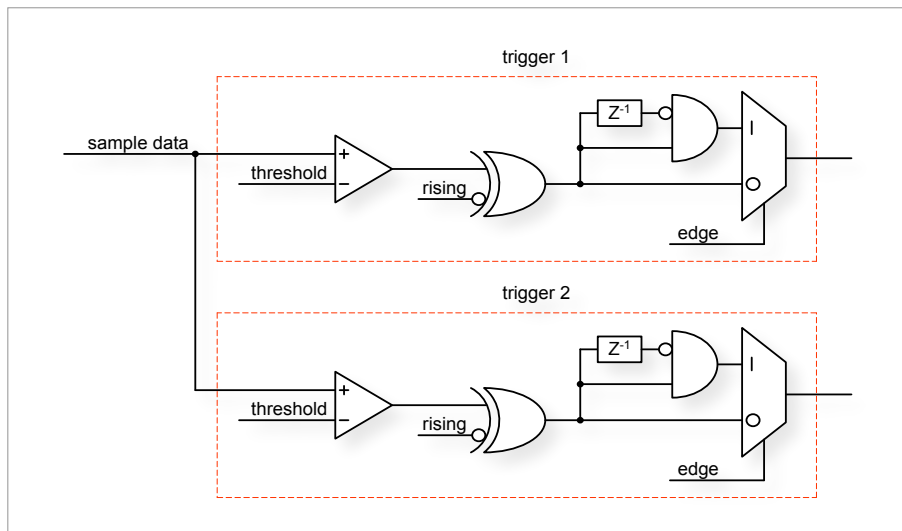 trigger 1
Z-1
sample data
+
I
threshold
−
rising
O
edge
trigger 2
Z-1
+
I
threshold
−
rising
O
edge